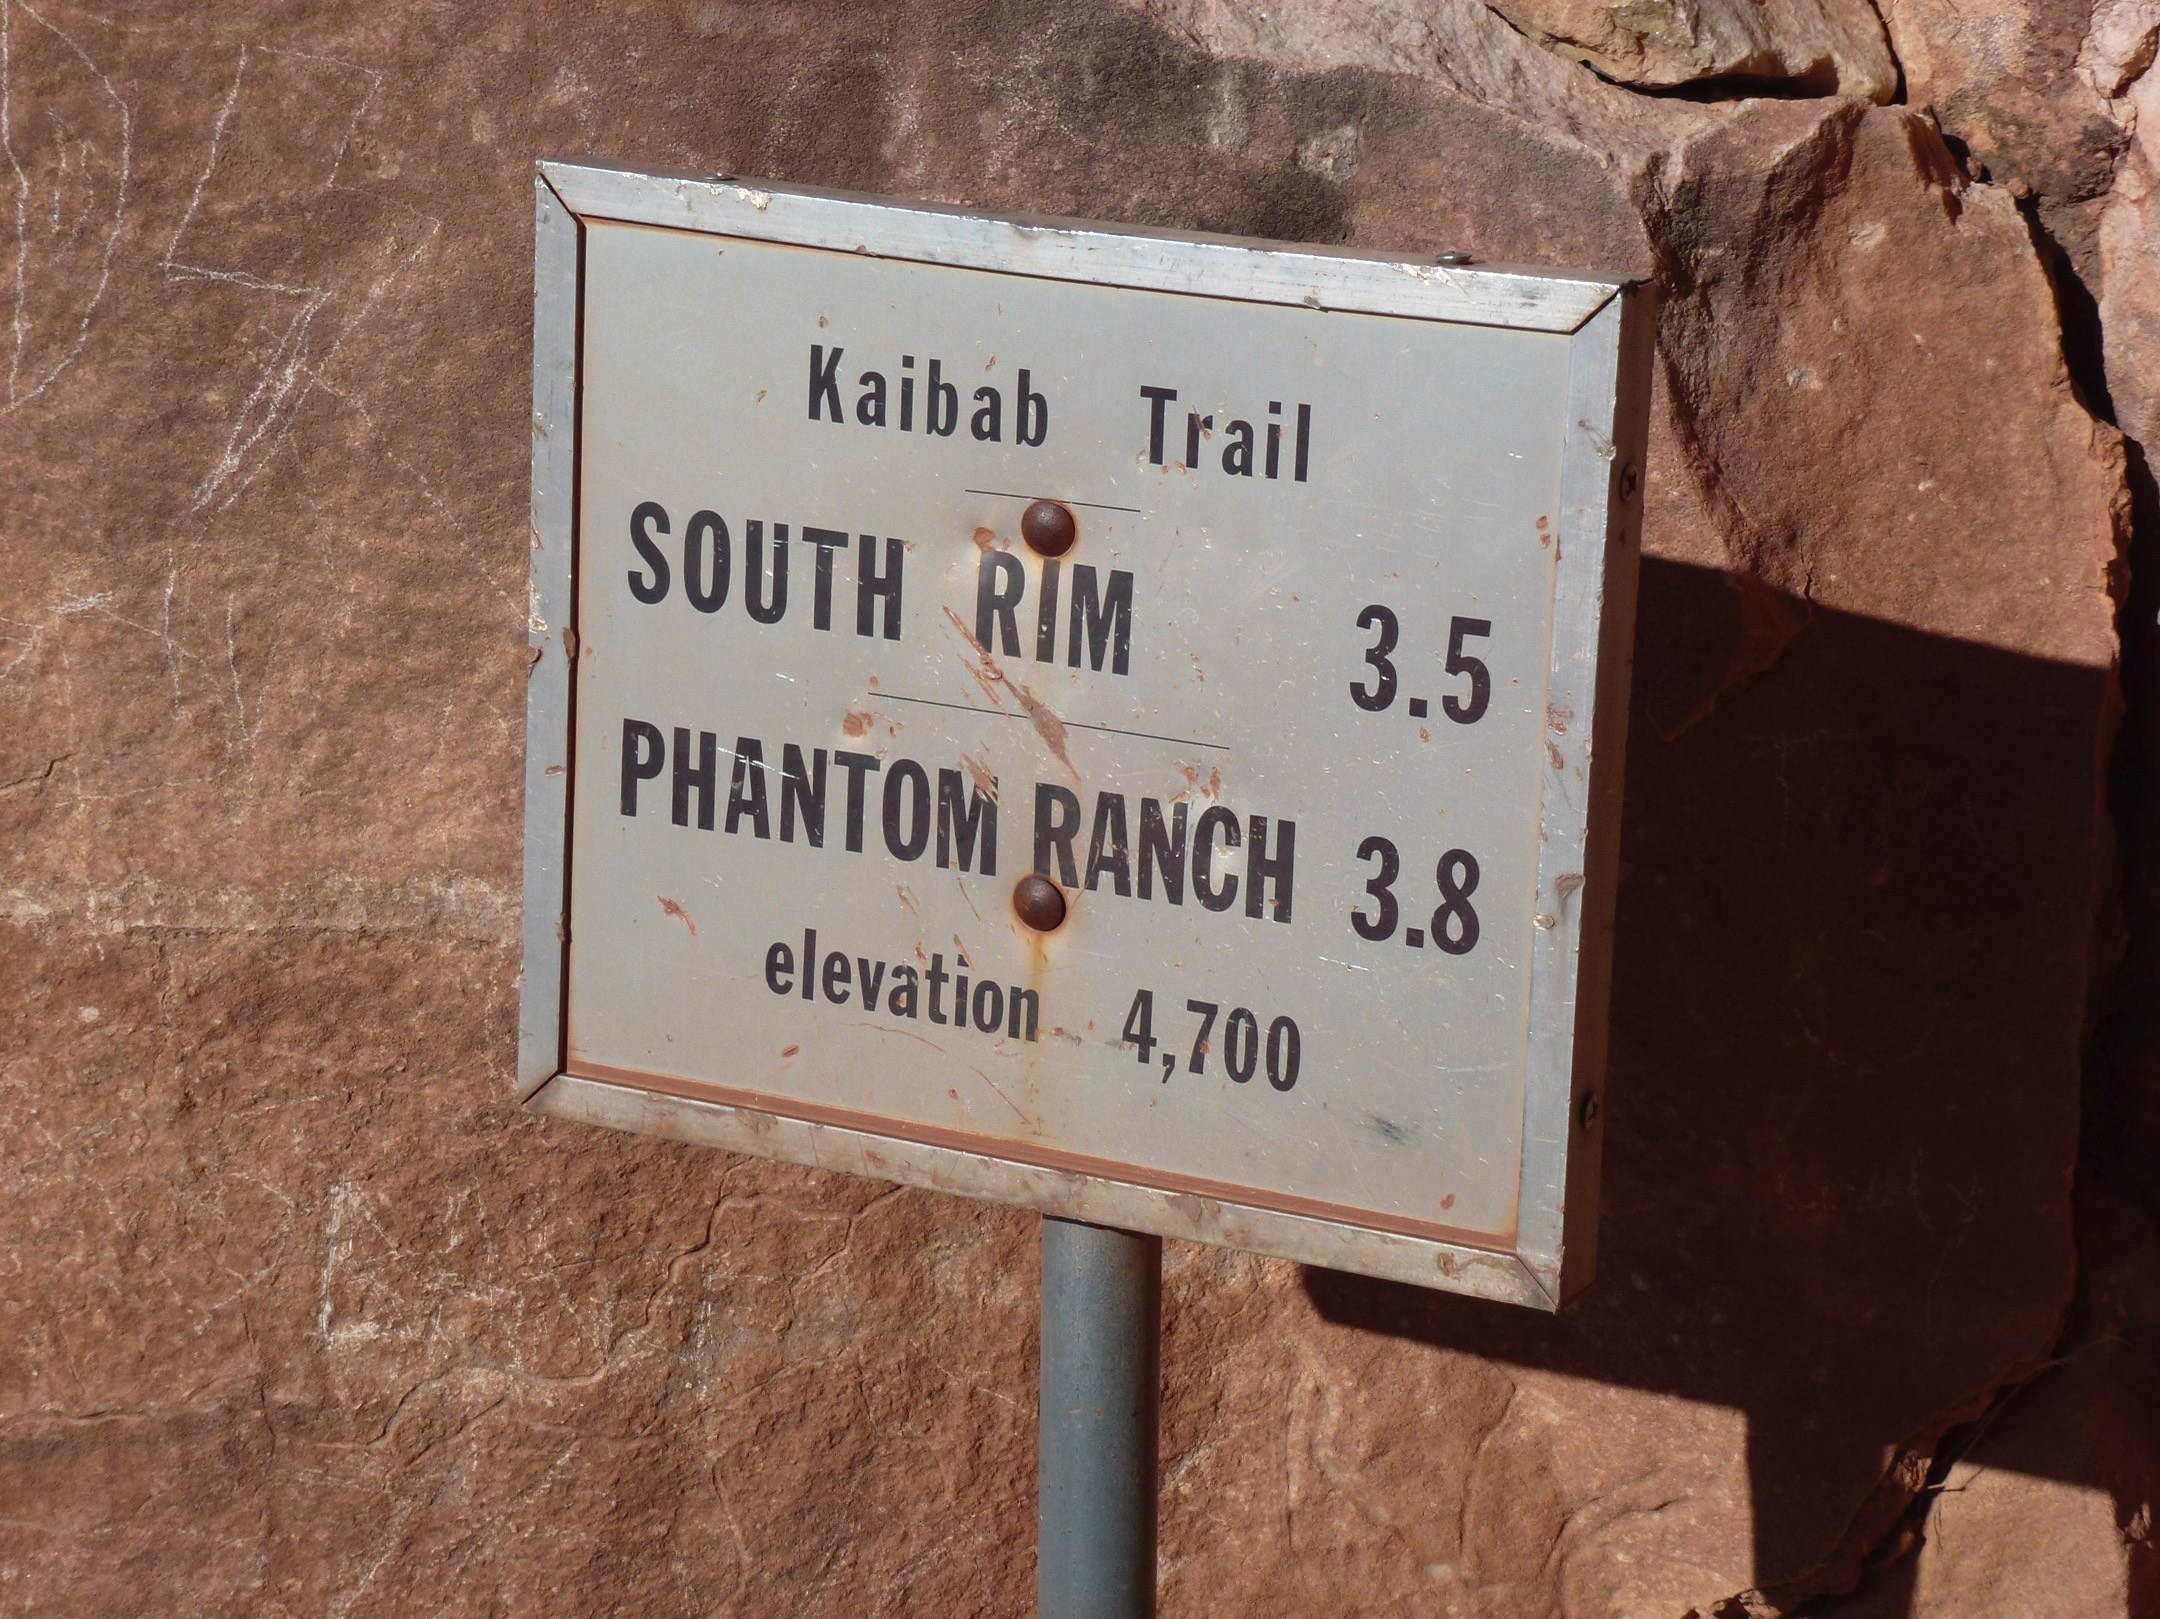 Kaibab Trail
SOUTH RIM 3.5
PHANTOM RANCH 3.8
elevation 4,700